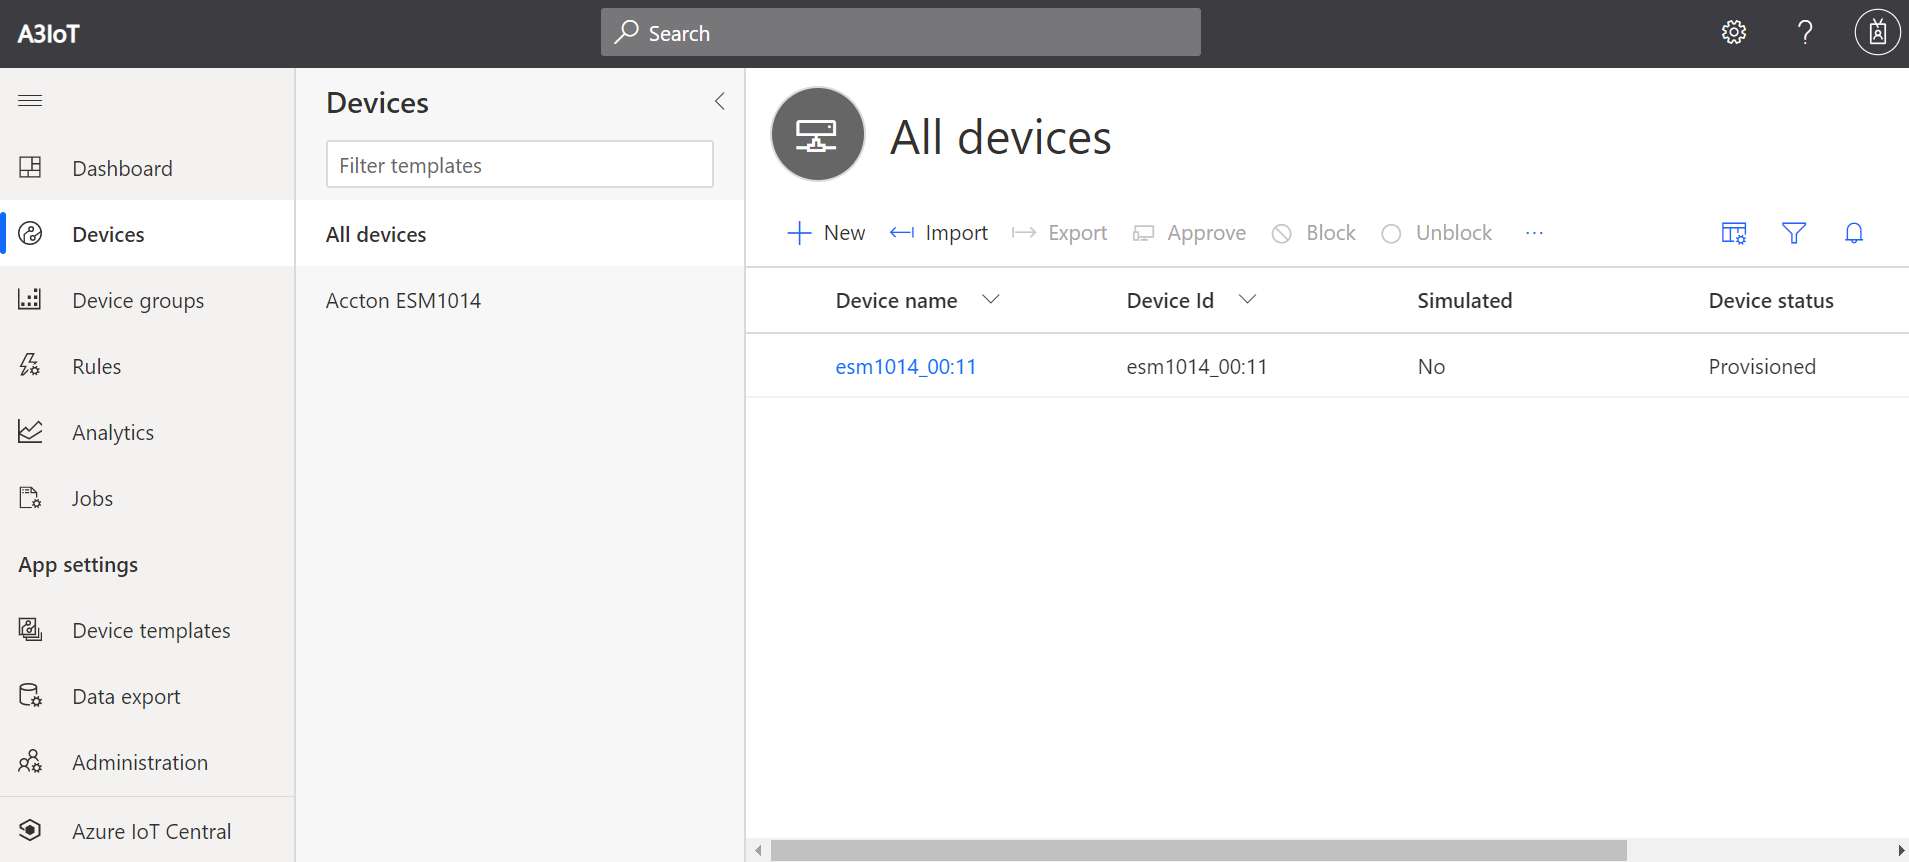 A3IoT
Search
Dashboard
Devices
Device groups
Rules
Analytics
Jobs
App settings
Device templates
Data export
Administration
Azure IoT Central
Devices
Filter templates
All devices
Accton ESM1014
All devices
New Import Export Approve Block Unblock ...
Device name Device Id Simulated Device status
esm1014_00:11 esm1014_00:11 No Provisioned